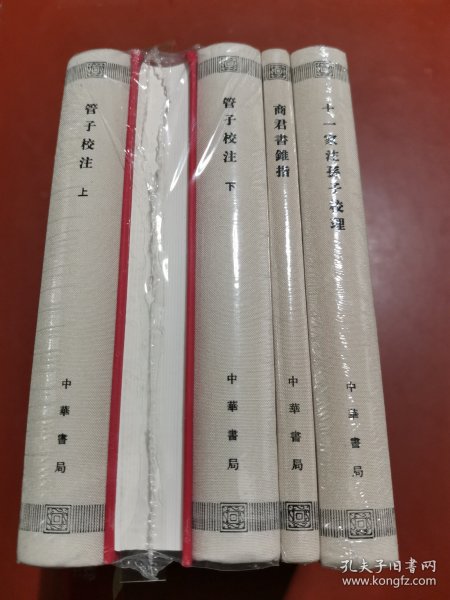 管子校注 上
中華書局
管子校注 下
中華書局
商君書錐指
中華書局
十一家注孫子校理
中華書局
孔夫子旧书网
www.kongfz.com